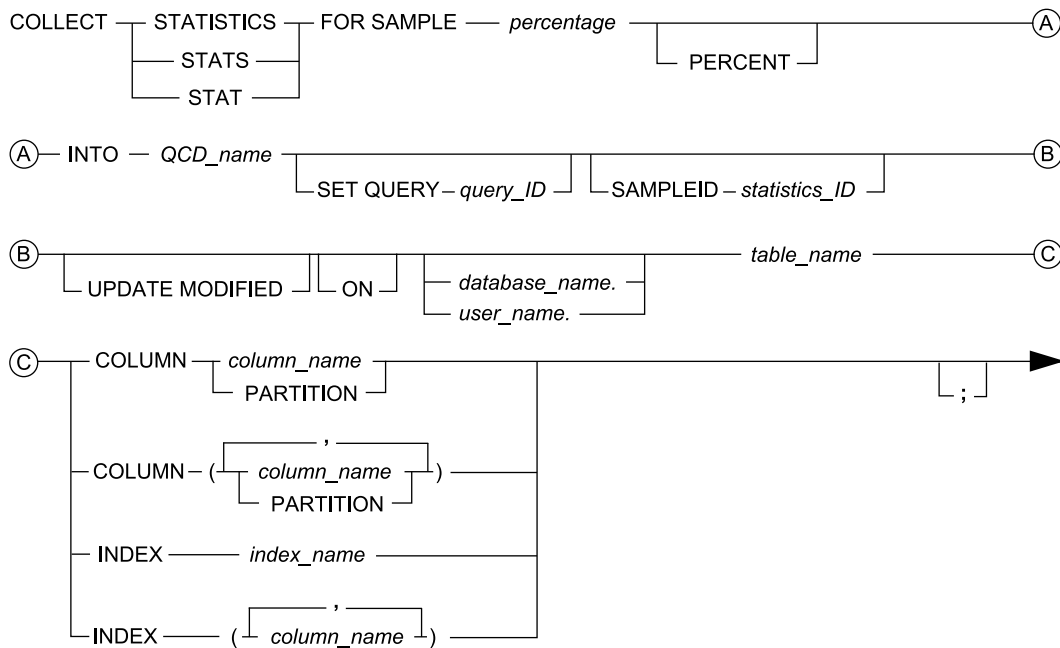 COLLECT STATISTICS FOR SAMPLE percentage A
STATS PERCENT
STAT
A INTO QCD_name B
SET QUERY query_ID SAMPLEID statistics_ID
B table_name C
UPDATE MODIFIED ON database_name.
user_name.
C COLUMN column_name
PARTITION ;
,
COLUMN ( column_name )
PARTITION
INDEX index_name
,
INDEX ( column_name )